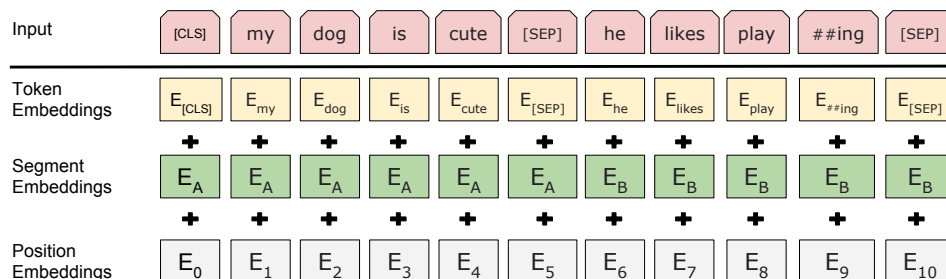 Input [CLS] my dog is cute [SEP] he likes play ##ing [SEP]
Token
Embeddings
E[CLS] Emy Edog Eis Ecute E[SEP] Ehe Elikes Eplay E##ing E[SEP]
+ + + + + + + + + + +
Segment
Embeddings
EA EA EA EA EA EA EB EB EB EB EB
+ + + + + + + + + + +
Position
Embeddings
E0 E1 E2 E3 E4 E5 E6 E7 E8 E9 E10